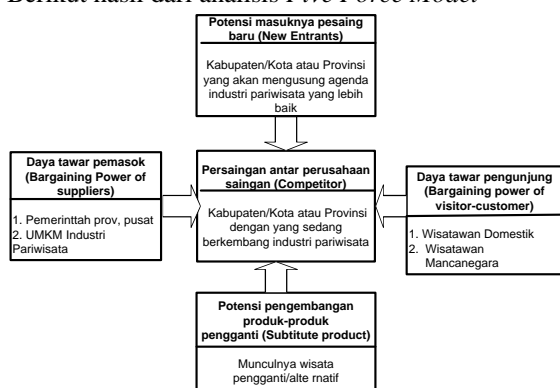 Berikut hasil dari analisis Five Force Model
Potensi masuknya pesaing
baru (New Entrants)
Kabupaten/Kota atau Provinsi
yang akan mengusung agenda
industri pariwisata yang lebih
baik
Daya tawar pemasok
(Bargaining Power of
suppliers)
1. Pemerinttah prov, pusat
2. UMKM Industri
Pariwisata
Persaingan antar perusahaan
saingan (Competitor)
Kabupaten/Kota atau Provinsi
dengan yang sedang
berkembang industri pariwisata
Daya tawar pengunjung
(Bargaining power of
visitor-customer)
1. Wisatawan Domestik
2. Wisatawan
Mancanegara
Potensi pengembangan
produk-produk
pengganti (Subtitute product)
Munculnya wisata
pengganti/alte rnatif